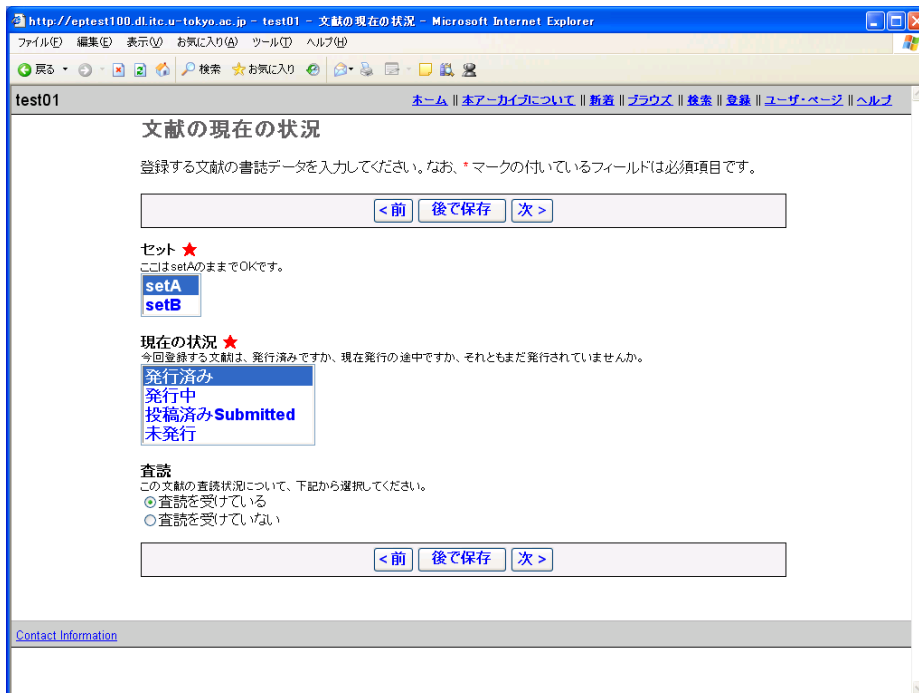 http://eptest100.dl.itc.u-tokyo.ac.jp - test01 - 文献の現在の状況 - Microsoft Internet Explorer
ファイル(F) 編集(E) 表示(V) お気に入り(A) ツール(T) ヘルプ(H)
戻る 検索 お気に入り
test01 ホーム || 本アーカイブについて || 新着 || ブラウズ || 検索 || 登録 || ユーザ・ページ || ヘルプ
文献の現在の状況
登録する文献の書誌データを入力してください。なお、* マークの付いているフィールドは必須項目です。
< 前 後で保存 次 >
セット ★
ここはsetAのままでOKです。
setA
setB
現在の状況 ★
今回登録する文献は、発行済みですか、現在発行の途中ですか、それともまだ発行されていませんか。
発行済み
発行中
投稿済みSubmitted
未発行
査読
この文献の査読状況について、下記から選択してください。
査読を受けている
査読を受けていない
< 前 後で保存 次 >
Contact Information